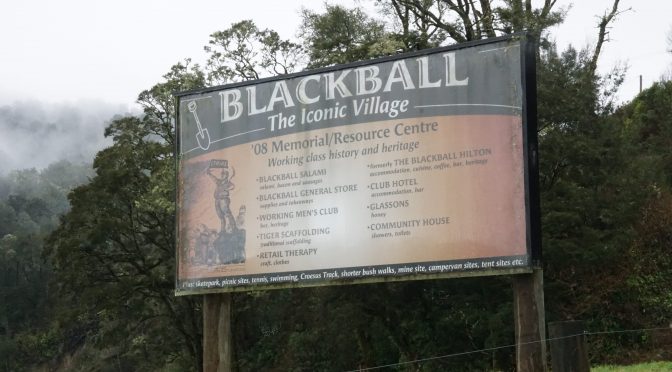 BLACKBALL
The Iconic Village
'08 Memorial/Resource Centre
Working class history and heritage
•BLACKBALL SALAMI
salami, bacon and sausages
•BLACKBALL GENERAL STORE
supplies and takeaways
•WORKING MEN'S CLUB
bar, heritage
•TIGER SCAFFOLDING
traditional scaffolding
•RETAIL THERAPY
craft, clothes
•formerly THE BLACKBALL HILTON
accommodation, cuisine, coffee, bar, heritage
•CLUB HOTEL
accommodation, bar
•GLASSONS
honey
•COMMUNITY HOUSE
showers, toilets
Plus: skatepark, picnic sites, tennis, swimming, Croesus Track, shorter bush walks, mine site, campervan sites, tent sites etc.